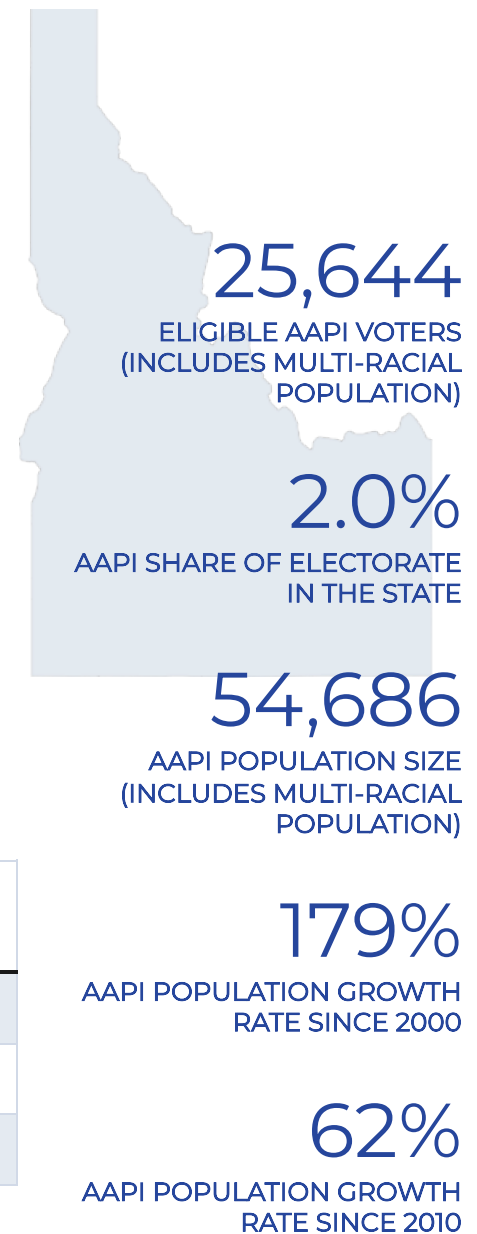 25,644
ELIGIBLE AAPI VOTERS
(INCLUDES MULTI-RACIAL
POPULATION)
2.0%
AAPI SHARE OF ELECTORATE
IN THE STATE
54,686
AAPI POPULATION SIZE
(INCLUDES MULTI-RACIAL
POPULATION)
179%
AAPI POPULATION GROWTH
RATE SINCE 2000
62%
AAPI POPULATION GROWTH
RATE SINCE 2010